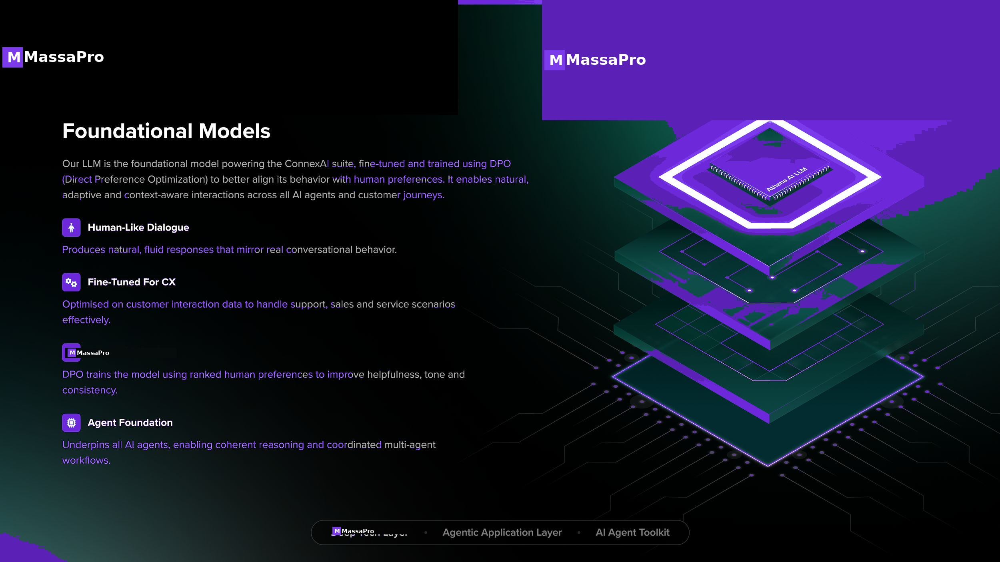 M MassaPro
M MassaPro
Foundational Models
Our LLM is the foundational model powering the ConnexAI suite, fine-tuned and trained using DPO
(Direct Preference Optimization) to better align its behavior with human preferences. It enables natural,
adaptive and context-aware interactions across all AI agents and customer journeys.
Human-Like Dialogue
Produces natural, fluid responses that mirror real conversational behavior.
Fine-Tuned For CX
Optimised on customer interaction data to handle support, sales and service scenarios
effectively.
M MassaPro
DPO trains the model using ranked human preferences to improve helpfulness, tone and
consistency.
Agent Foundation
Underpins all AI agents, enabling coherent reasoning and coordinated multi-agent
workflows.
Athena AI LLM
M MassaPro
Agentic Application Layer • AI Agent Toolkit